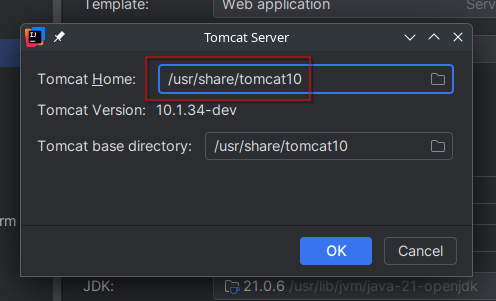 Template:
Web application
Serv
Tomcat Server
Tomcat Home:
/usr/share/tomcat10
Tomcat Version: 10.1.34-dev
Tomcat base directory:
/usr/share/tomcat10
rm
OK
Cancel
JDK:
21.0.6 /usr/lib/jvm/java-21-openjdk